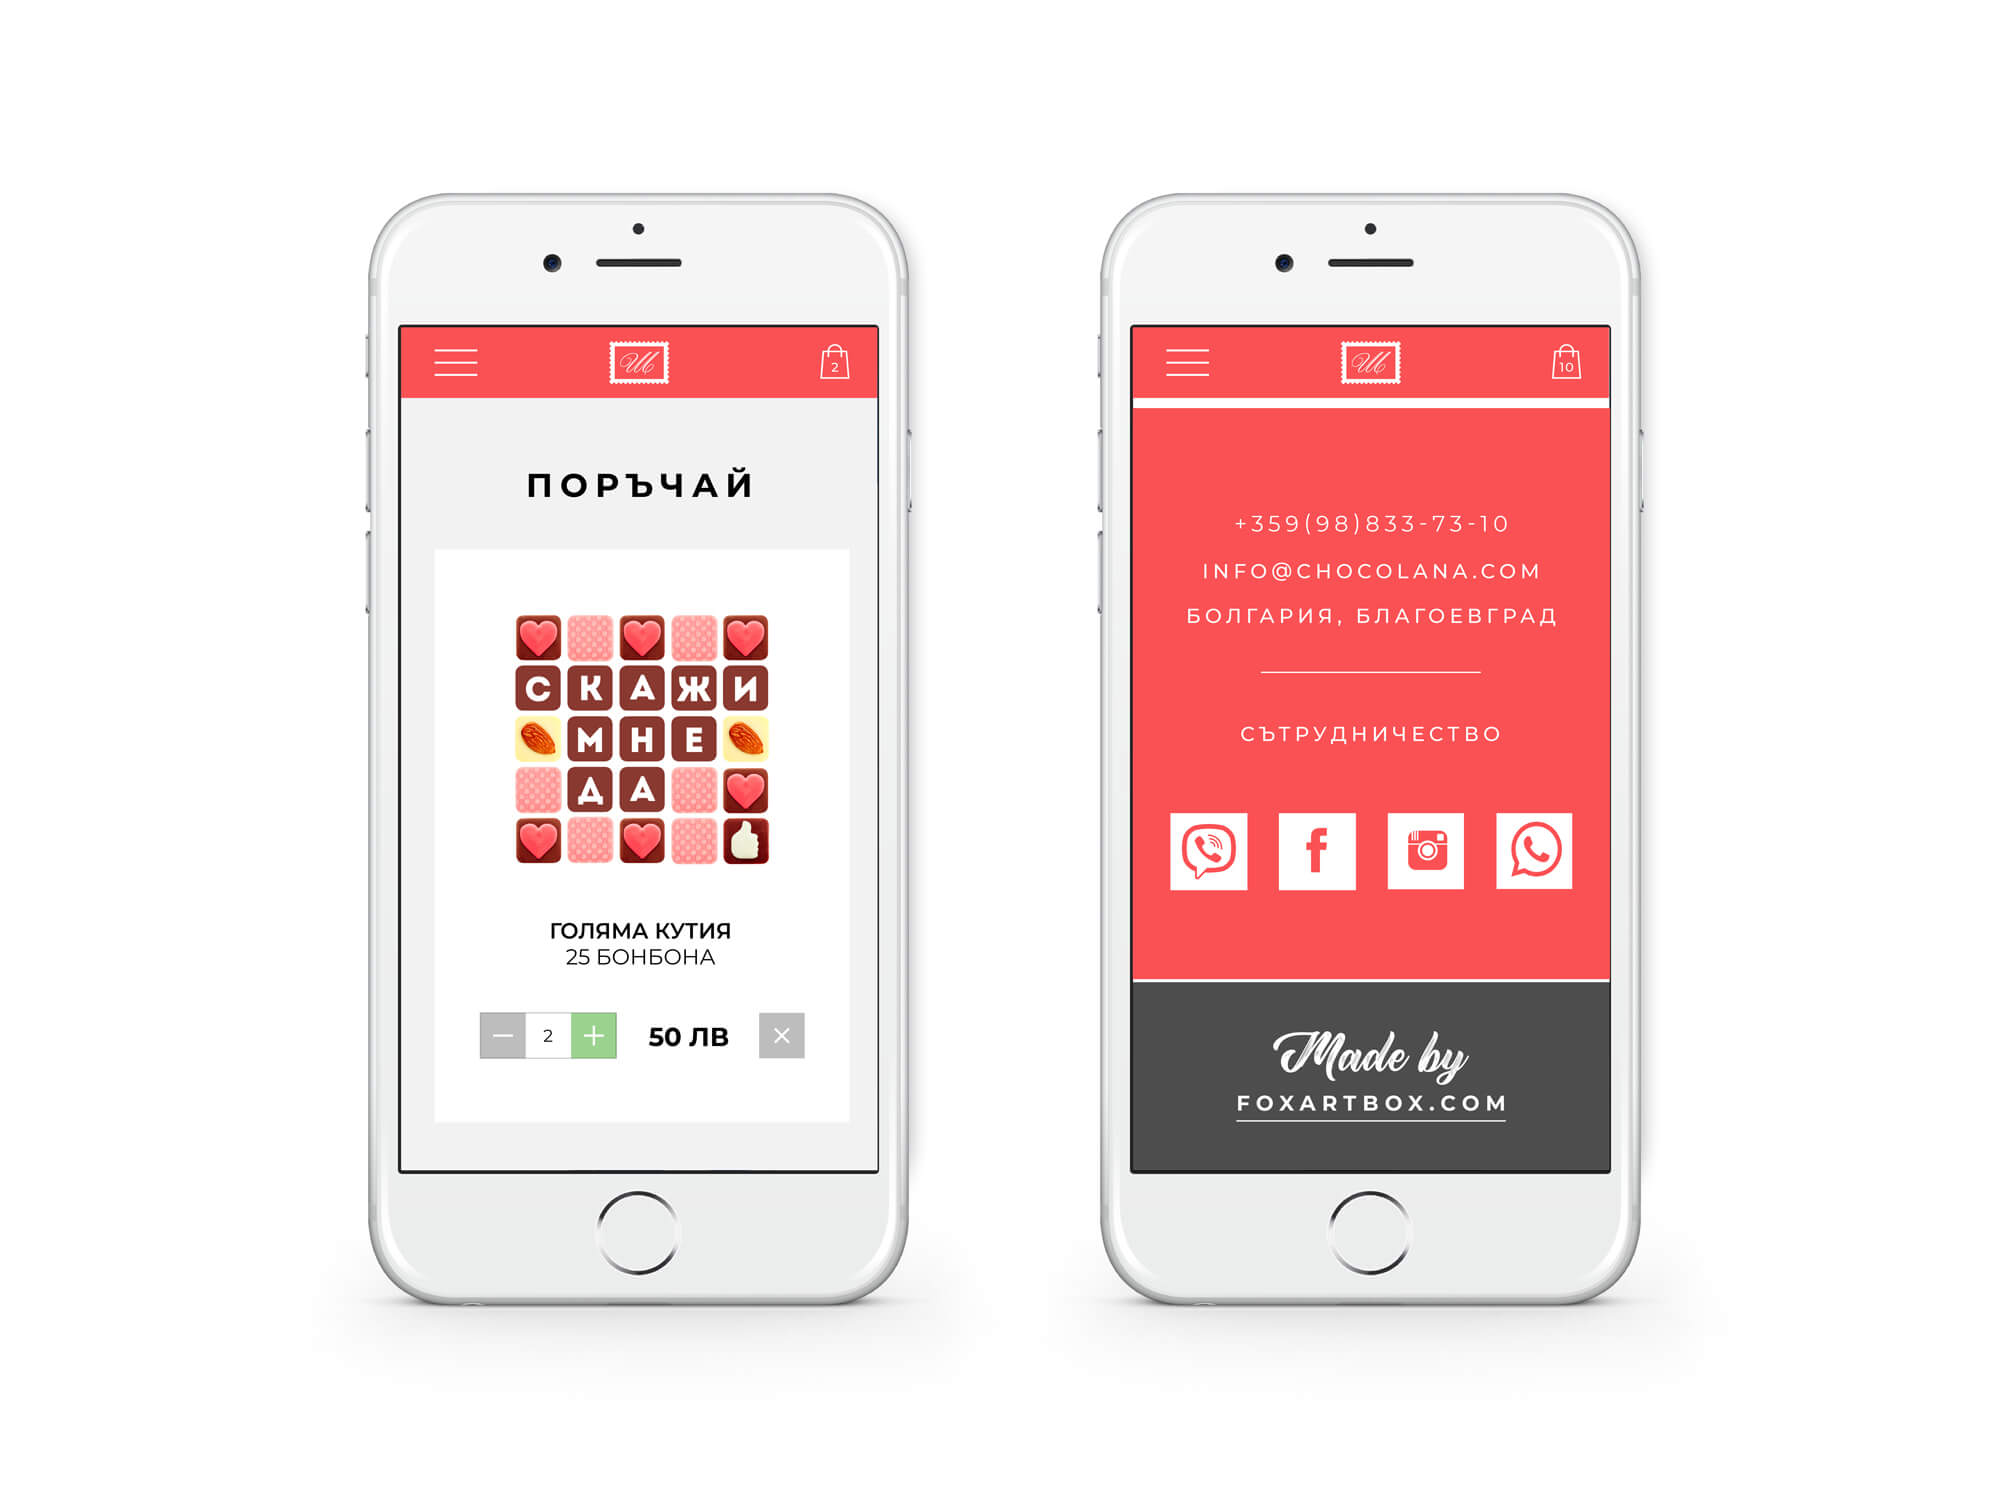 Ш
2
ПОРЪЧАЙ
СКАЖИ
МНЕ
ДА
ГОЛЯМА КУТИЯ
25 БОНБОНА
− 2 + 50 ЛВ ×
Ш
10
+359(98)833-73-10
INFO@CHOCOLANA.COM
БОЛГАРИЯ, БЛАГОЕВГРАД
СЪТРУДНИЧЕСТВО
Made by
FOXARTBOX.COM